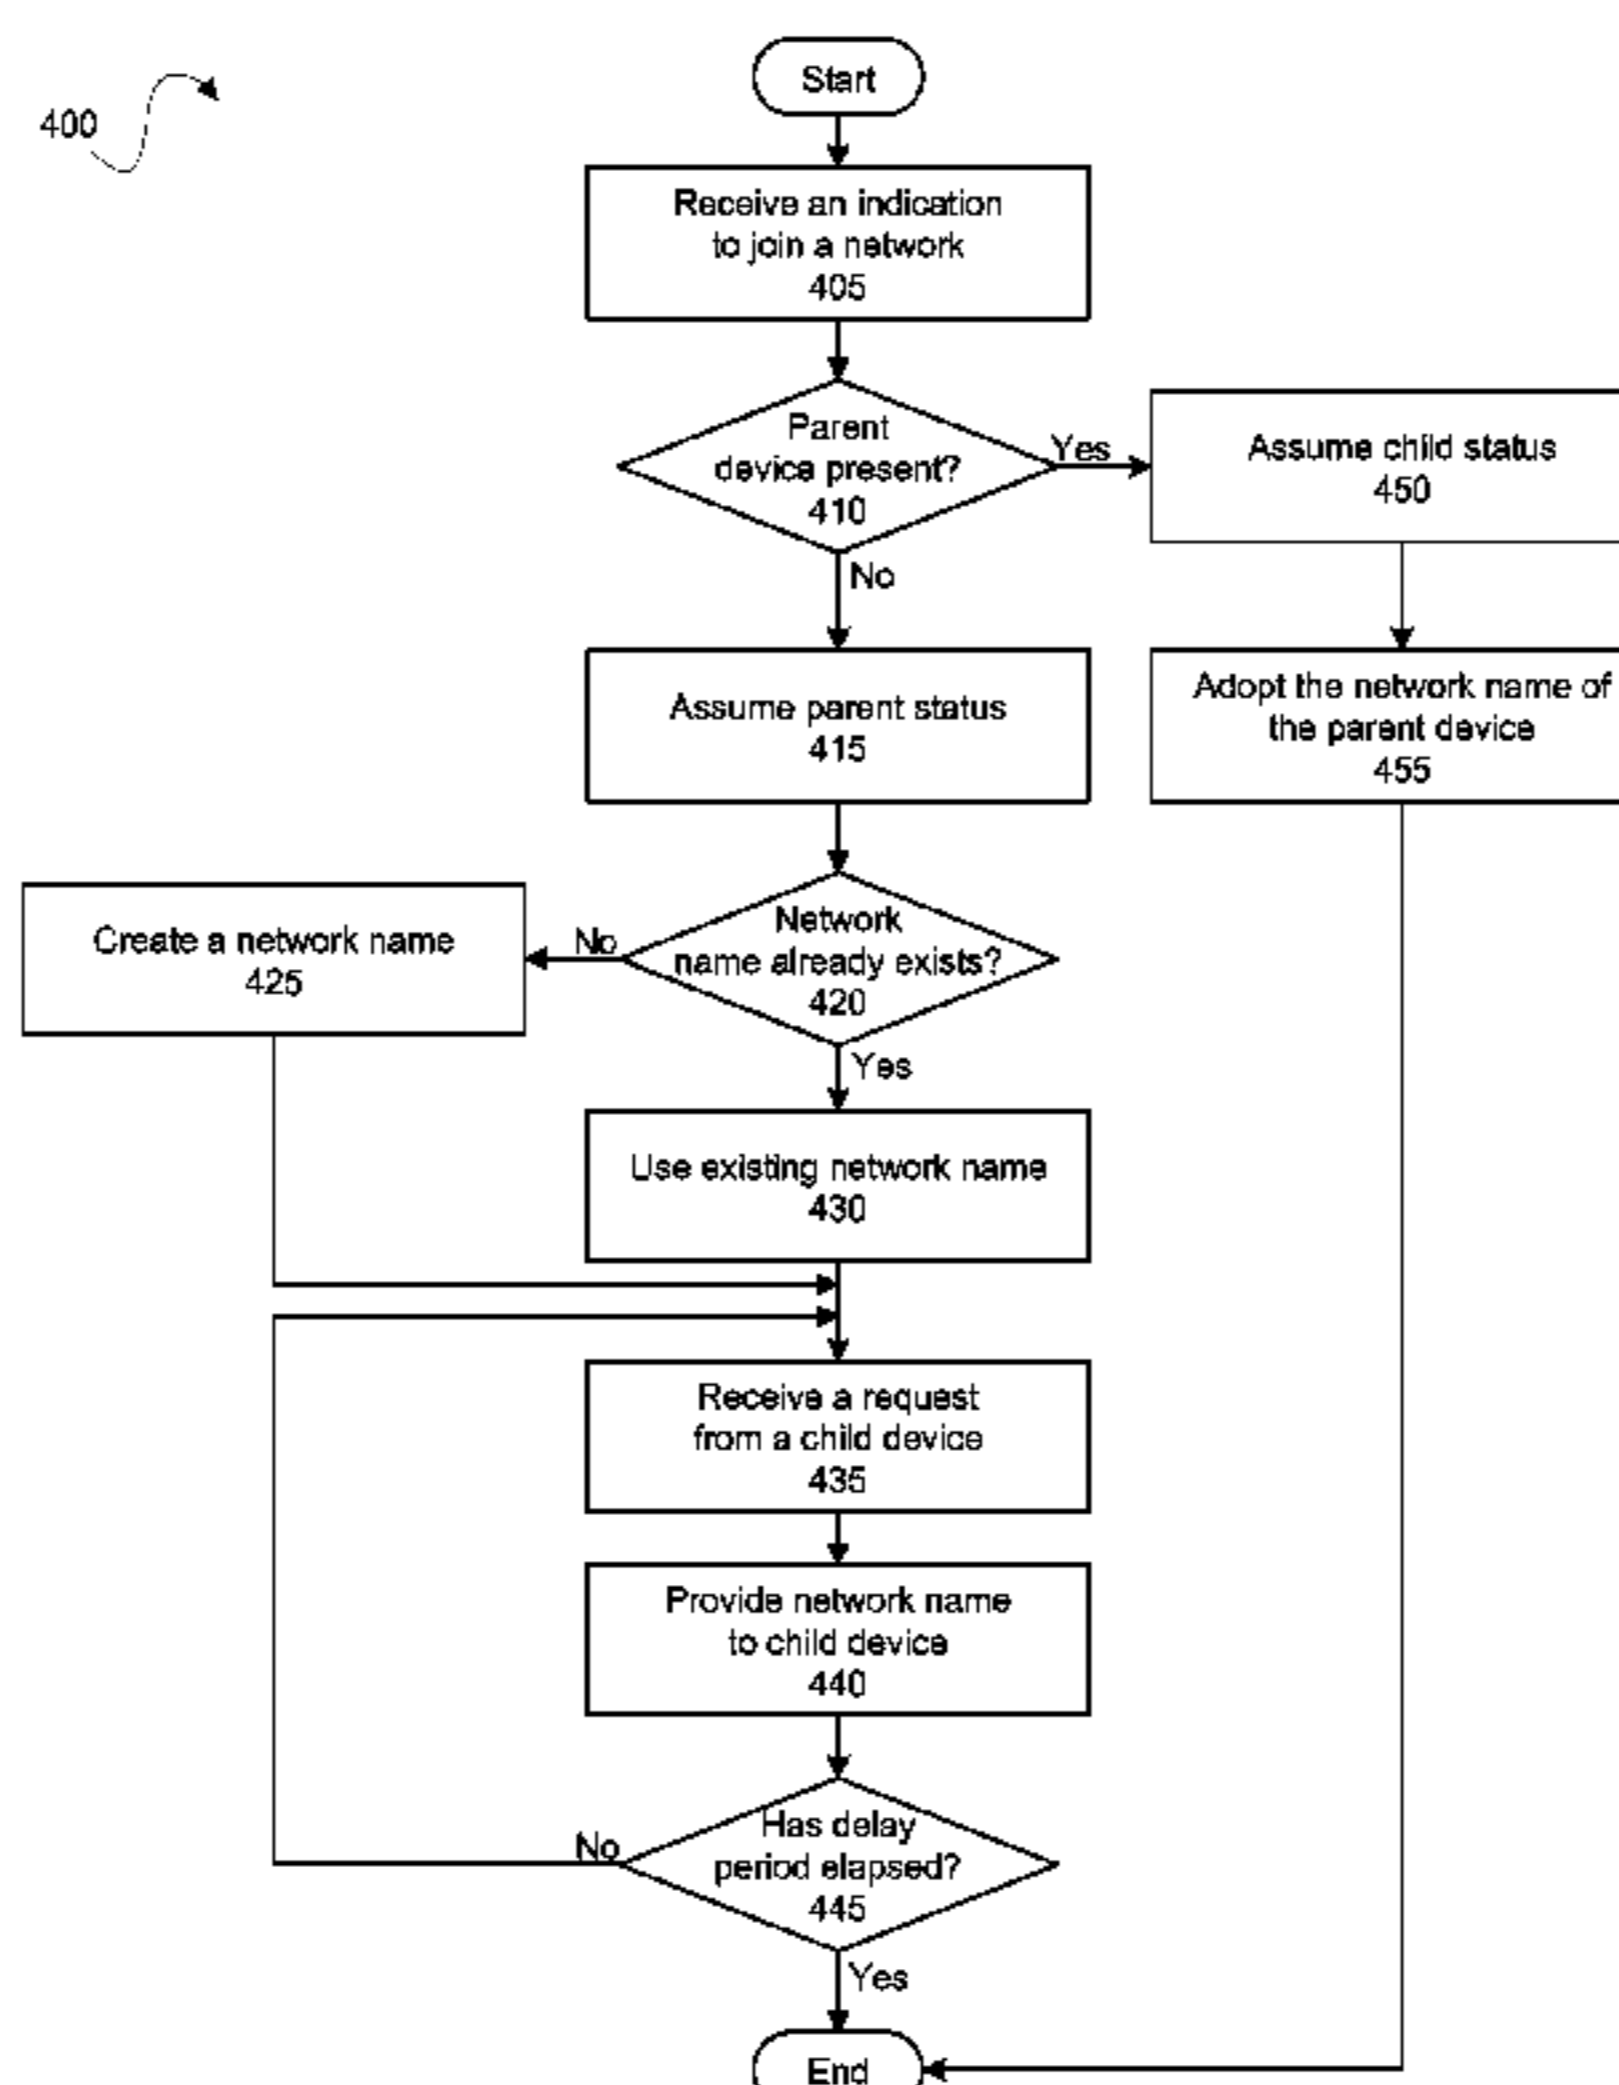 400
Start
Receive an indication
to join a network
405
Parent
device present?
410
Yes
Assume child status
450
No
Assume parent status
415
Adopt the network name of
the parent device
455
Network
name already exists?
420
No
Create a network name
425
Yes
Use existing network name
430
Receive a request
from a child device
435
Provide network name
to child device
440
Has delay
period elapsed?
445
No
Yes
End